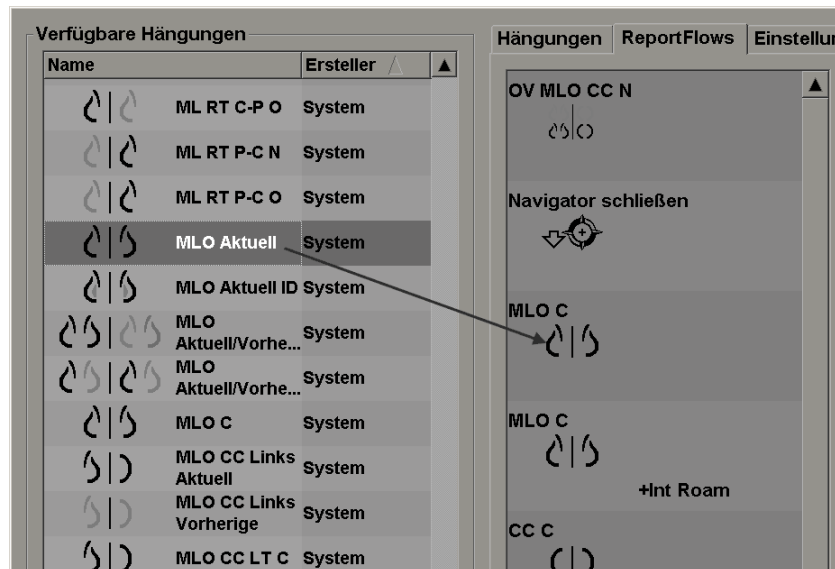 Verfügbare Hängungen
Name Ersteller
ML RT C-P O System
ML RT P-C N System
ML RT P-C O System
MLO Aktuell System
MLO Aktuell ID System
MLO
Aktuell/Vorhe... System
MLO
Aktuell/Vorhe... System
MLO C System
MLO CC Links
Aktuell System
MLO CC Links
Vorherige System
MLO CC LT C System
Hängungen ReportFlows Einstellur
OV MLO CC N
Navigator schließen
MLO C
MLO C
+Int Roam
CC C